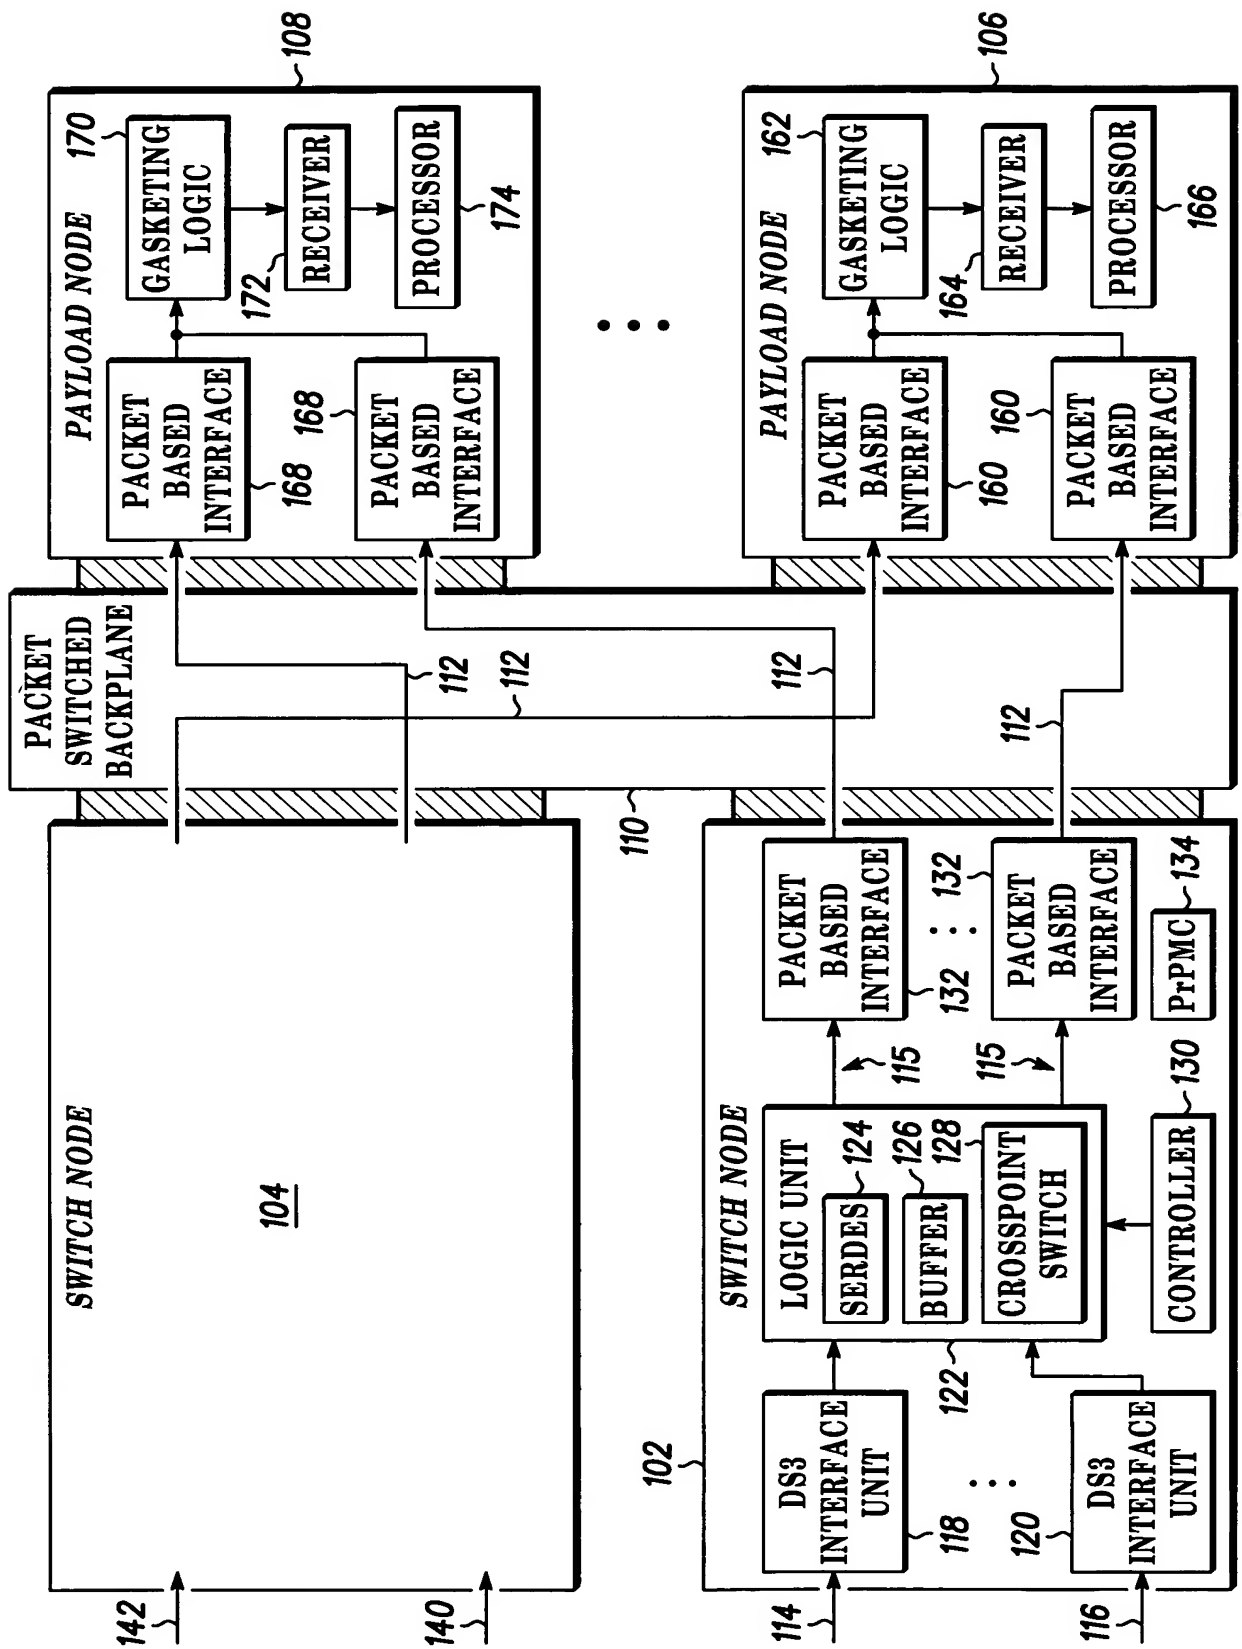 142
140
SWITCH NODE
104
PACKET
SWITCHED
BACKPLANE
110
112
112
112
112
PAYLOAD NODE
108
PACKET
BASED
INTERFACE
168
PACKET
BASED
INTERFACE
168
GASKETING
LOGIC
170
RECEIVER
172
PROCESSOR
174
PAYLOAD NODE
106
PACKET
BASED
INTERFACE
160
PACKET
BASED
INTERFACE
160
GASKETING
LOGIC
162
RECEIVER
164
PROCESSOR
166
102
SWITCH NODE
114
116
DS3
INTERFACE
UNIT
118
DS3
INTERFACE
UNIT
120
LOGIC UNIT
122
SERDES
124
BUFFER
126
CROSSPOINT
SWITCH
128
CONTROLLER
130
115
115
PACKET
BASED
INTERFACE
132
PACKET
BASED
INTERFACE
132
PrPMC
134